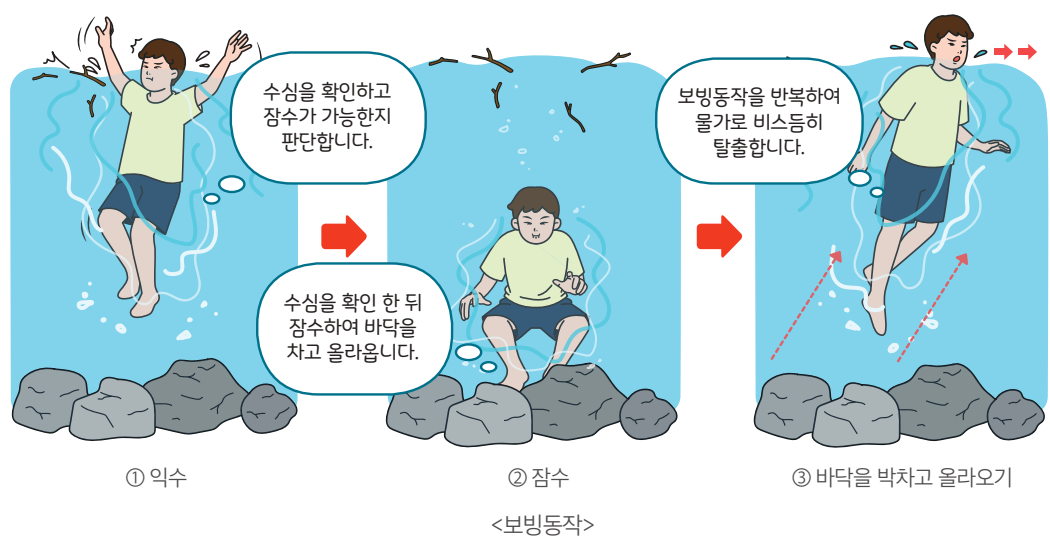 수심을 확인하고
잠수가 가능한지
판단합니다.
수심을 확인 한 뒤
잠수하여 바닥을
차고 올라옵니다.
보빙동작을 반복하여
물가로 비스듬히
탈출합니다.
① 익수
② 잠수
③ 바닥을 박차고 올라오기
<보빙동작>